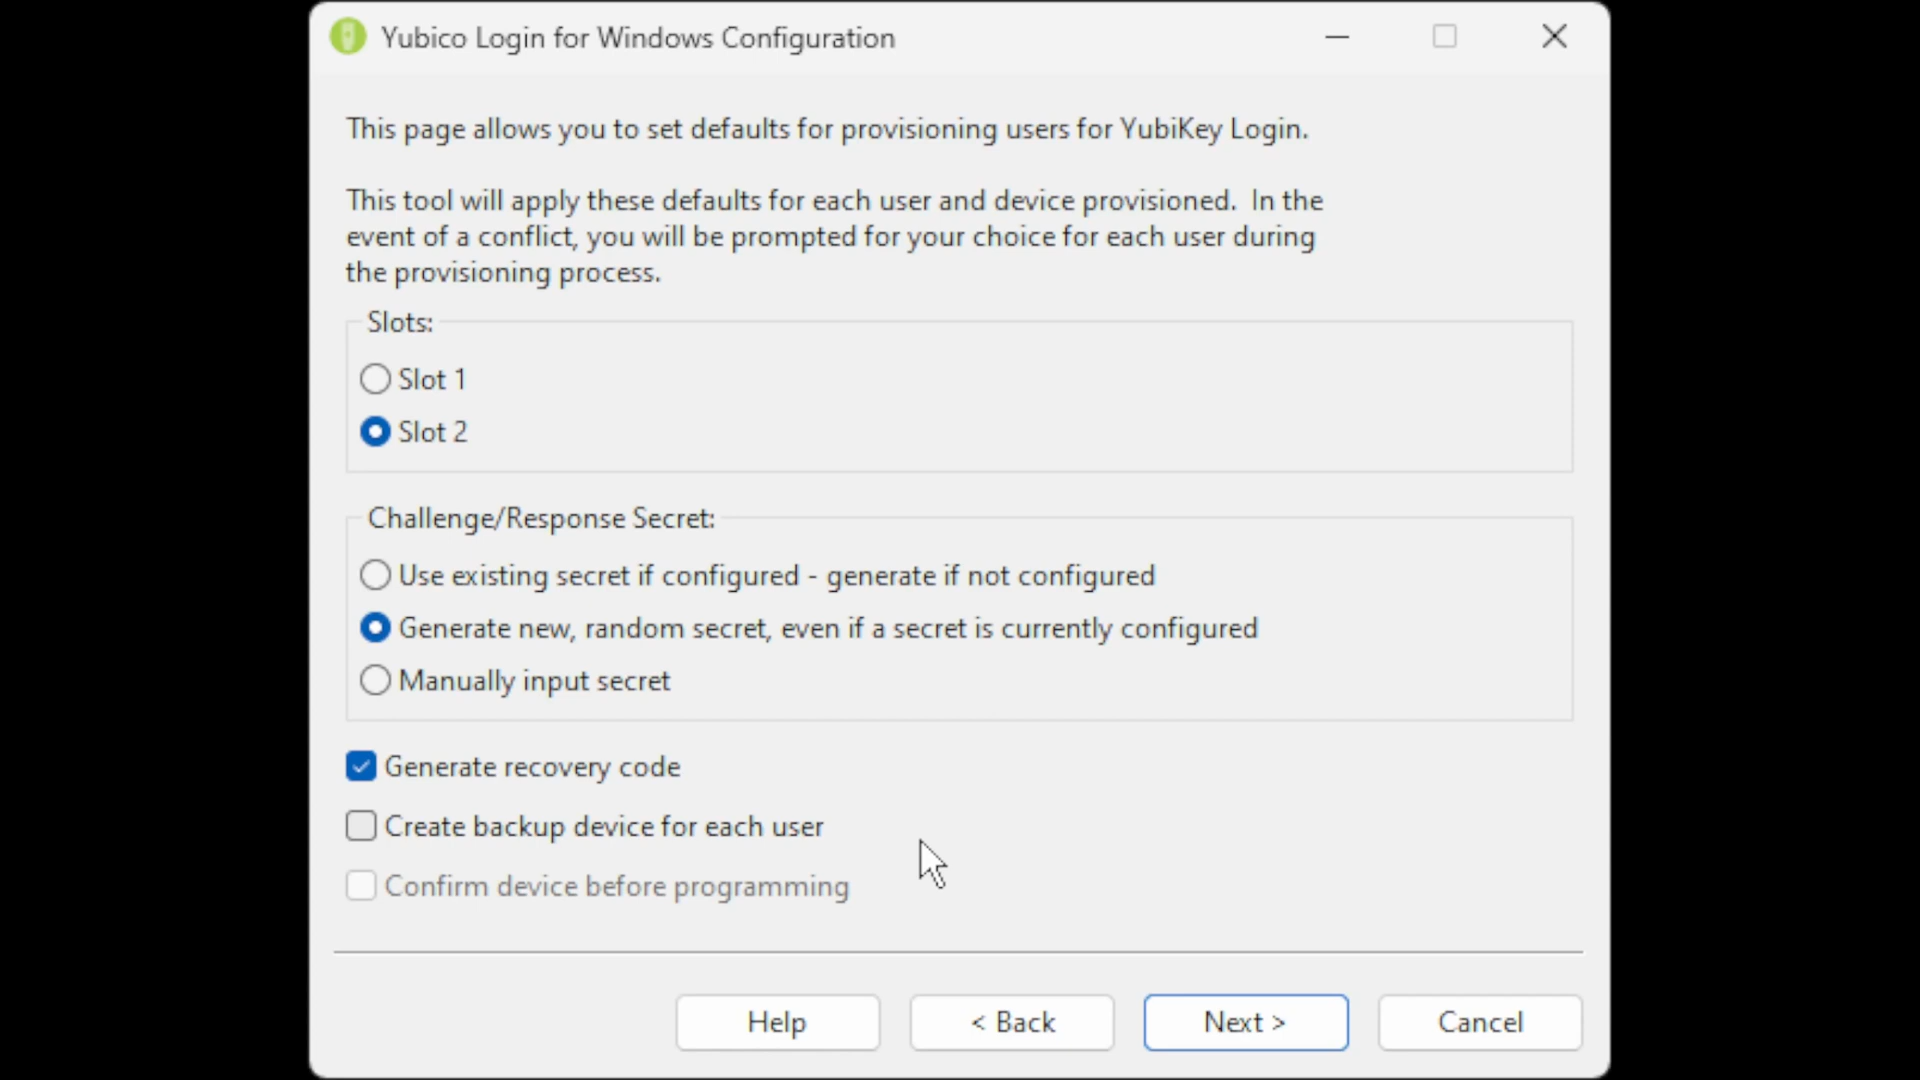 Yubico Login for Windows Configuration
This page allows you to set defaults for provisioning users for YubiKey Login.
This tool will apply these defaults for each user and device provisioned.  In the
event of a conflict, you will be prompted for your choice for each user during
the provisioning process.
Slots:
Slot 1
Slot 2
Challenge/Response Secret:
Use existing secret if configured - generate if not configured
Generate new, random secret, even if a secret is currently configured
Manually input secret
Generate recovery code
Create backup device for each user
Confirm device before programming
Help < Back Next > Cancel